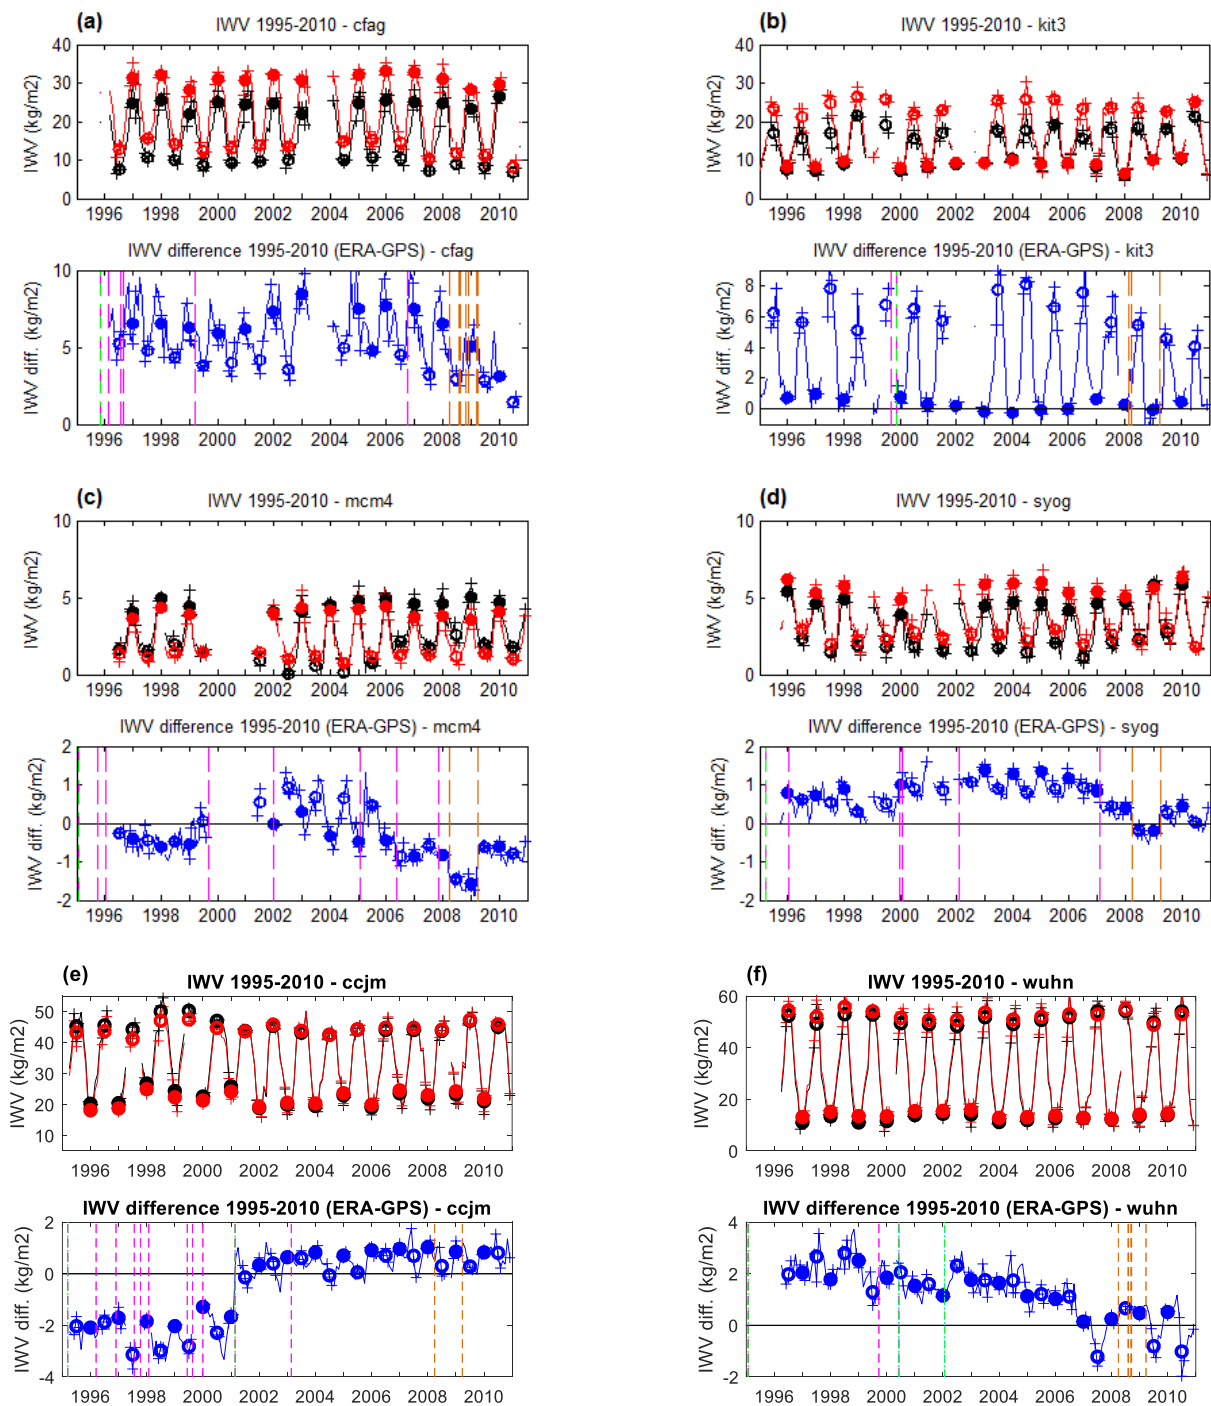 (a) IWV 1995-2010 - cfag
IWV (kg/m2)
40
30
20
10
0
1996 1998 2000 2002 2004 2006 2008 2010
IWV difference 1995-2010 (ERA-GPS) - cfag
IWV diff. (kg/m2)
10
5
0
1996 1998 2000 2002 2004 2006 2008 2010
(b) IWV 1995-2010 - kit3
IWV (kg/m2)
40
30
20
10
0
1996 1998 2000 2002 2004 2006 2008 2010
IWV difference 1995-2010 (ERA-GPS) - kit3
IWV diff. (kg/m2)
8
6
4
2
0
1996 1998 2000 2002 2004 2006 2008 2010
(c) IWV 1995-2010 - mcm4
IWV (kg/m2)
10
5
0
1996 1998 2000 2002 2004 2006 2008 2010
IWV difference 1995-2010 (ERA-GPS) - mcm4
IWV diff. (kg/m2)
2
1
0
-1
-2
1996 1998 2000 2002 2004 2006 2008 2010
(d) IWV 1995-2010 - syog
IWV (kg/m2)
10
5
0
1996 1998 2000 2002 2004 2006 2008 2010
IWV difference 1995-2010 (ERA-GPS) - syog
IWV diff. (kg/m2)
2
1
0
-1
-2
1996 1998 2000 2002 2004 2006 2008 2010
(e) IWV 1995-2010 - ccjm
IWV (kg/m2)
50
40
30
20
10
1996 1998 2000 2002 2004 2006 2008 2010
IWV difference 1995-2010 (ERA-GPS) - ccjm
IWV diff. (kg/m2)
2
0
-2
-4
1996 1998 2000 2002 2004 2006 2008 2010
(f) IWV 1995-2010 - wuhn
IWV (kg/m2)
60
40
20
0
1996 1998 2000 2002 2004 2006 2008 2010
IWV difference 1995-2010 (ERA-GPS) - wuhn
IWV diff. (kg/m2)
4
2
0
-2
1996 1998 2000 2002 2004 2006 2008 2010